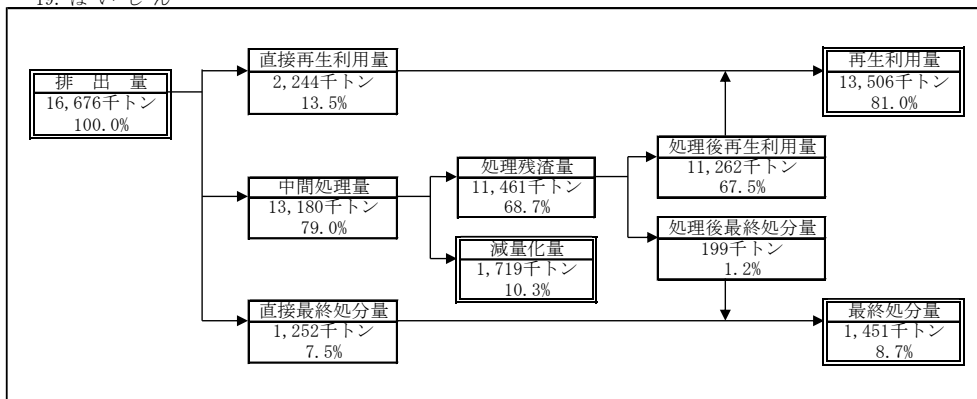 19. ばいじん
排 出 量
16,676千トン
100.0%
直接再生利用量
2,244千トン
13.5%
中間処理量
13,180千トン
79.0%
直接最終処分量
1,252千トン
7.5%
処理残渣量
11,461千トン
68.7%
減量化量
1,719千トン
10.3%
処理後再生利用量
11,262千トン
67.5%
処理後最終処分量
199千トン
1.2%
再生利用量
13,506千トン
81.0%
最終処分量
1,451千トン
8.7%